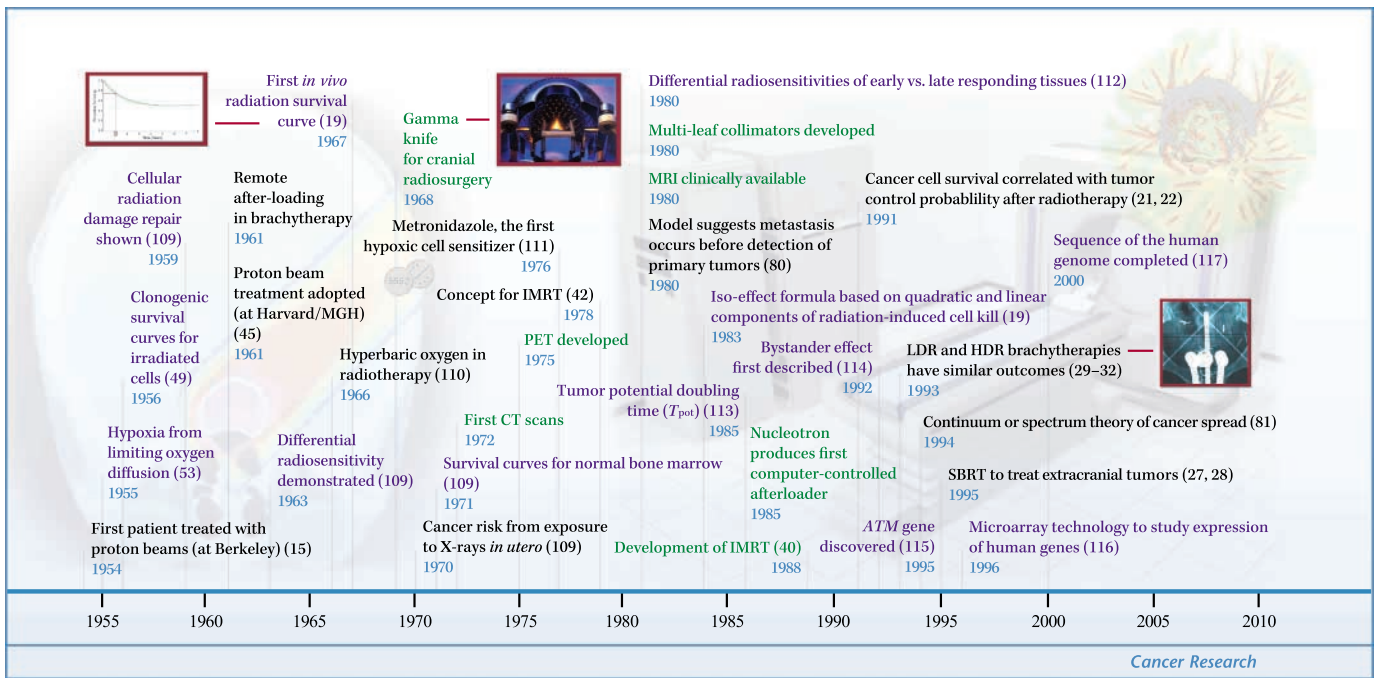 First in vivo
radiation survival
curve (19)
1967
Cellular
radiation
damage repair
shown (109)
1959
Remote
after-loading
in brachytherapy
1961
Clonogenic
survival
curves for
irradiated
cells (49)
1956
Proton beam
treatment adopted
(at Harvard/MGH)
(45)
1961
Hypoxia from
limiting oxygen
diffusion (53)
1955
Differential
radiosensitivity
demonstrated (109)
1963
First patient treated with
proton beams (at Berkeley) (15)
1954
Gamma
knife
for cranial
radiosurgery
1968
Metronidazole, the first
hypoxic cell sensitizer (111)
1976
Concept for IMRT (42)
1978
PET developed
1975
Hyperbaric oxygen in
radiotherapy (110)
1966
Tumor potential doubling
time (Tpot) (113)
1985
First CT scans
1972
Survival curves for normal bone marrow
(109)
1971
Cancer risk from exposure
to X-rays in utero (109)
1970
Development of IMRT (40)
1988
Differential radiosensitivities of early vs. late responding tissues (112)
1980
Multi-leaf collimators developed
1980
MRI clinically available
1980
Model suggests metastasis
occurs before detection of
primary tumors (80)
1980
Cancer cell survival correlated with tumor
control probablility after radiotherapy (21, 22)
1991
Sequence of the human
genome completed (117)
2000
Iso-effect formula based on quadratic and linear
components of radiation-induced cell kill (19)
1983
Bystander effect
first described (114)
1992
LDR and HDR brachytherapies
have similar outcomes (29–32)
1993
Nucleotron
produces first
computer-controlled
afterloader
1985
Continuum or spectrum theory of cancer spread (81)
1994
SBRT to treat extracranial tumors (27, 28)
1995
ATM gene
discovered (115)
1995
Microarray technology to study expression
of human genes (116)
1996
1955 1960 1965 1970 1975 1980 1985 1990 1995 2000 2005 2010
Cancer Research